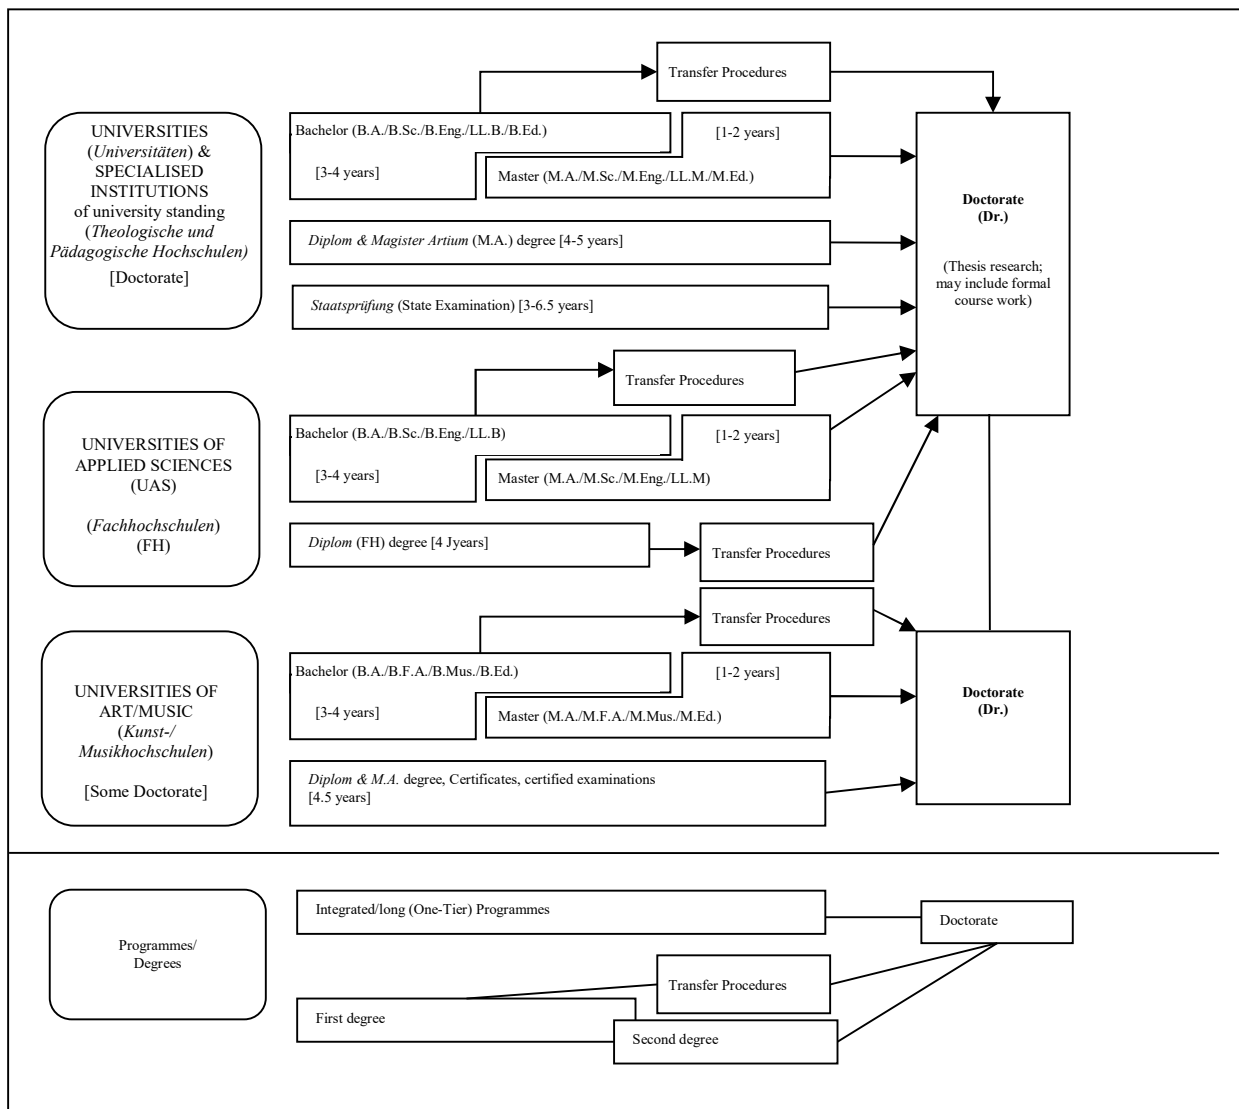 Transfer Procedures
UNIVERSITIES
(Universitäten) &
SPECIALISED
INSTITUTIONS
of university standing
(Theologische und
Pädagogische Hochschulen)
[Doctorate]
Bachelor (B.A./B.Sc./B.Eng./LL.B./B.Ed.)
[3-4 years]
[1-2 years]
Master (M.A./M.Sc./M.Eng./LL.M./M.Ed.)
Diplom & Magister Artium (M.A.) degree [4-5 years]
Staatsprüfung (State Examination) [3-6.5 years]
Doctorate
(Dr.)
(Thesis research;
may include formal
course work)
Transfer Procedures
UNIVERSITIES OF
APPLIED SCIENCES
(UAS)
(Fachhochschulen)
(FH)
Bachelor (B.A./B.Sc./B.Eng./LL.B)
[3-4 years]
[1-2 years]
Master (M.A./M.Sc./M.Eng./LL.M)
Diplom (FH) degree [4 Jyears]
Transfer Procedures
Transfer Procedures
UNIVERSITIES OF
ART/MUSIC
(Kunst-/
Musikhochschulen)
[Some Doctorate]
Bachelor (B.A./B.F.A./B.Mus./B.Ed.)
[3-4 years]
[1-2 years]
Master (M.A./M.F.A./M.Mus./M.Ed.)
Diplom & M.A. degree, Certificates, certified examinations
[4.5 years]
Doctorate
(Dr.)
Programmes/
Degrees
Integrated/long (One-Tier) Programmes
Doctorate
Transfer Procedures
First degree
Second degree